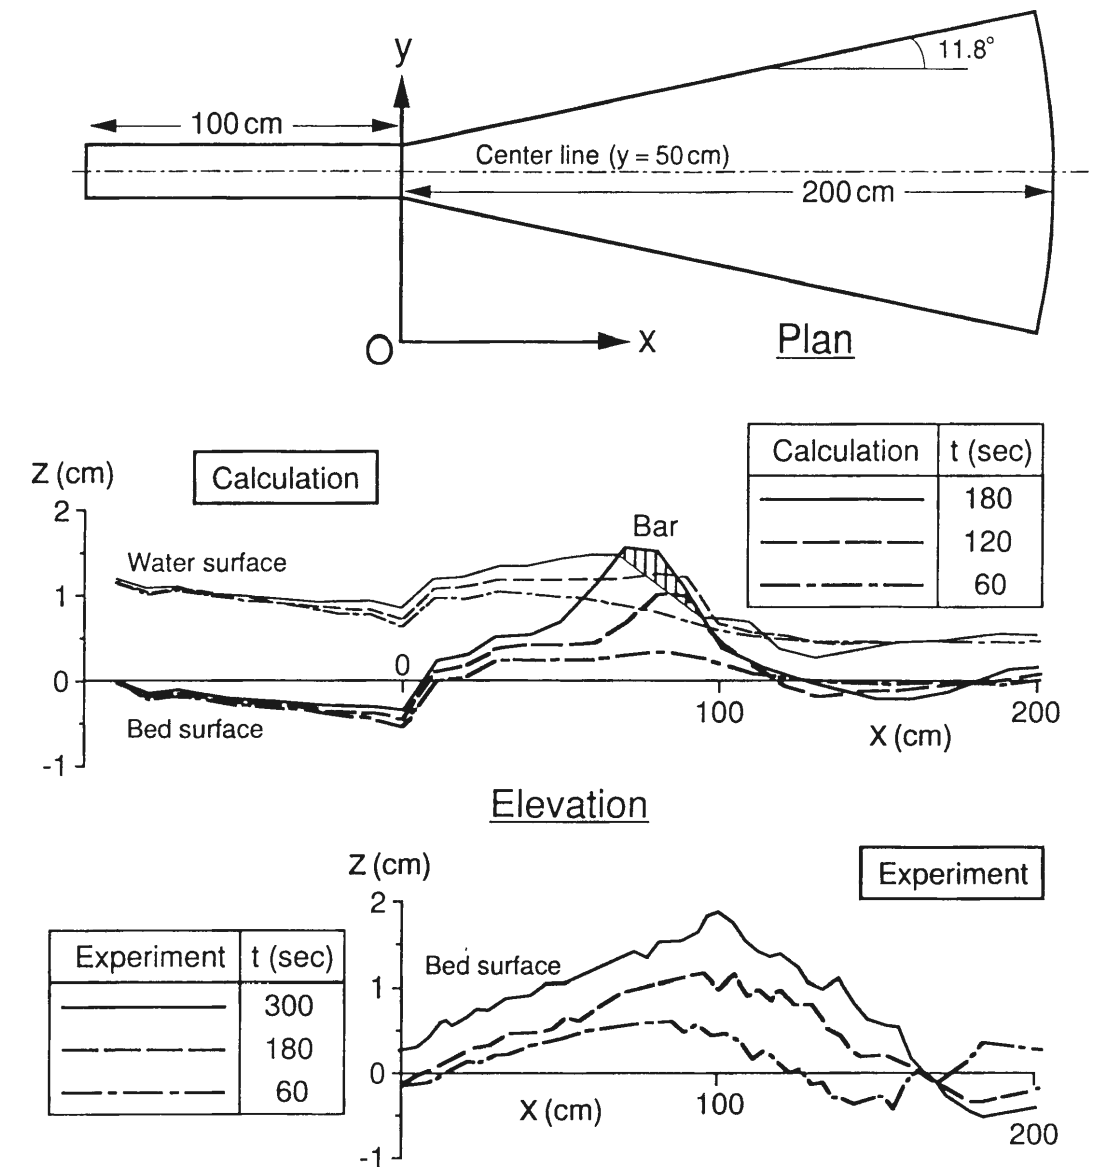 y
11.8°
100 cm
Center line (y = 50 cm)
200 cm
O
X
Plan
Z (cm)
Calculation
Calculation t (sec)
180
120
60
2
Bar
Water surface
1
0
0
Bed surface
100
200
X (cm)
-1
Elevation
Z (cm)
Experiment
2
Experiment t (sec)
300
180
60
Bed surface
1
0
X (cm)
100
200
-1